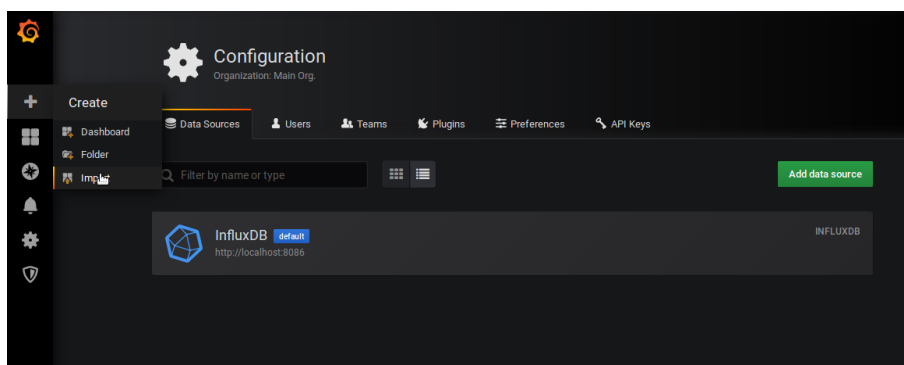 Configuration
Organization: Main Org.
Create
Dashboard
Folder
Data Sources
Users
Teams
Plugins
Preferences
API Keys
Filter by name or type
Add data source
InfluxDB default
http://localhost:8086
INFLUXDB